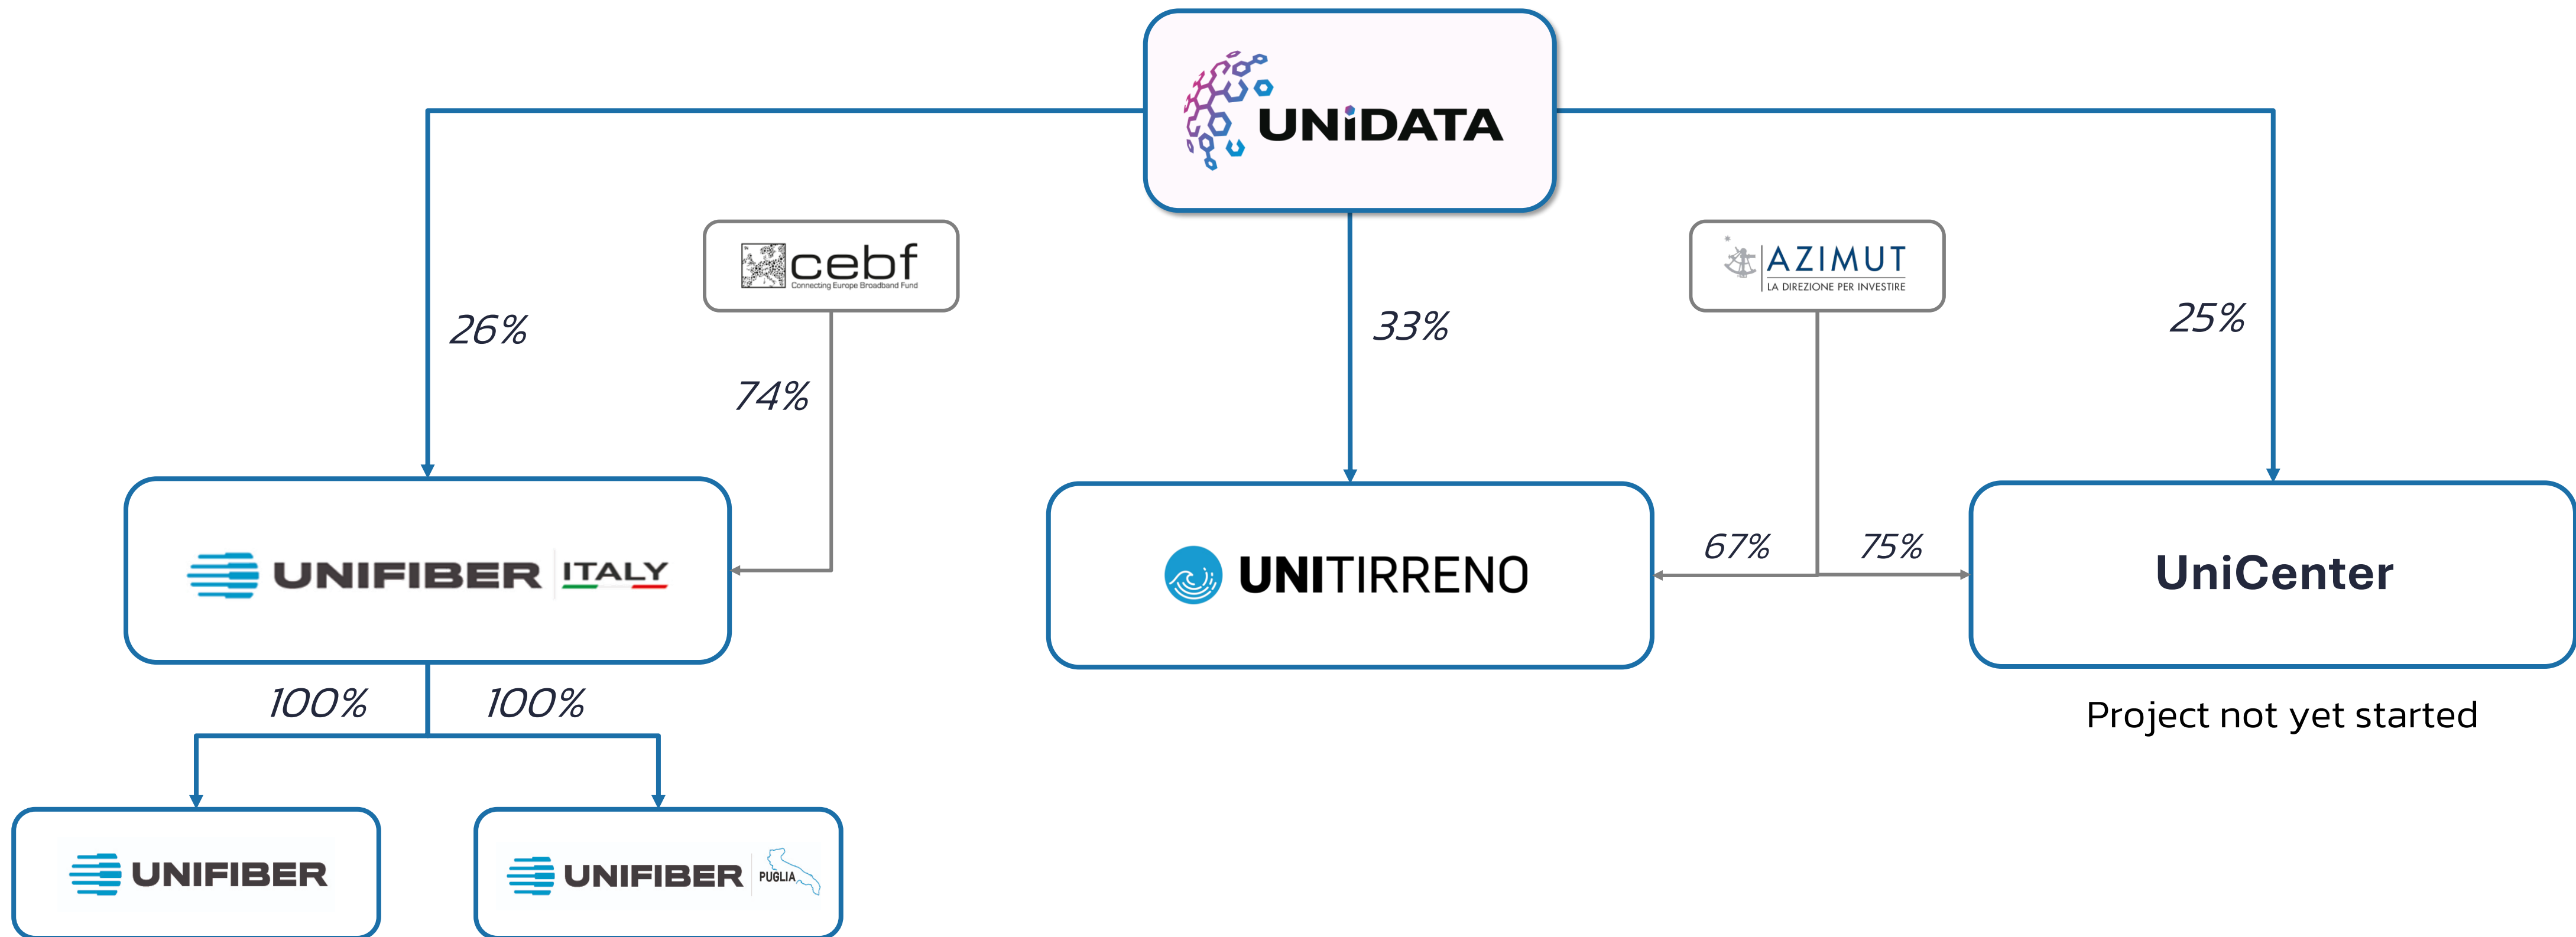 UNiDATA
cebf
Connecting Europe Broadband Fund
AZIMUT
LA DIREZIONE PER INVESTIRE
26%
74%
33%
25%
UNIFIBER ITALY
UNITIRRENO
67%
75%
UniCenter
Project not yet started
100%
100%
UNIFIBER
UNIFIBER PUGLIA